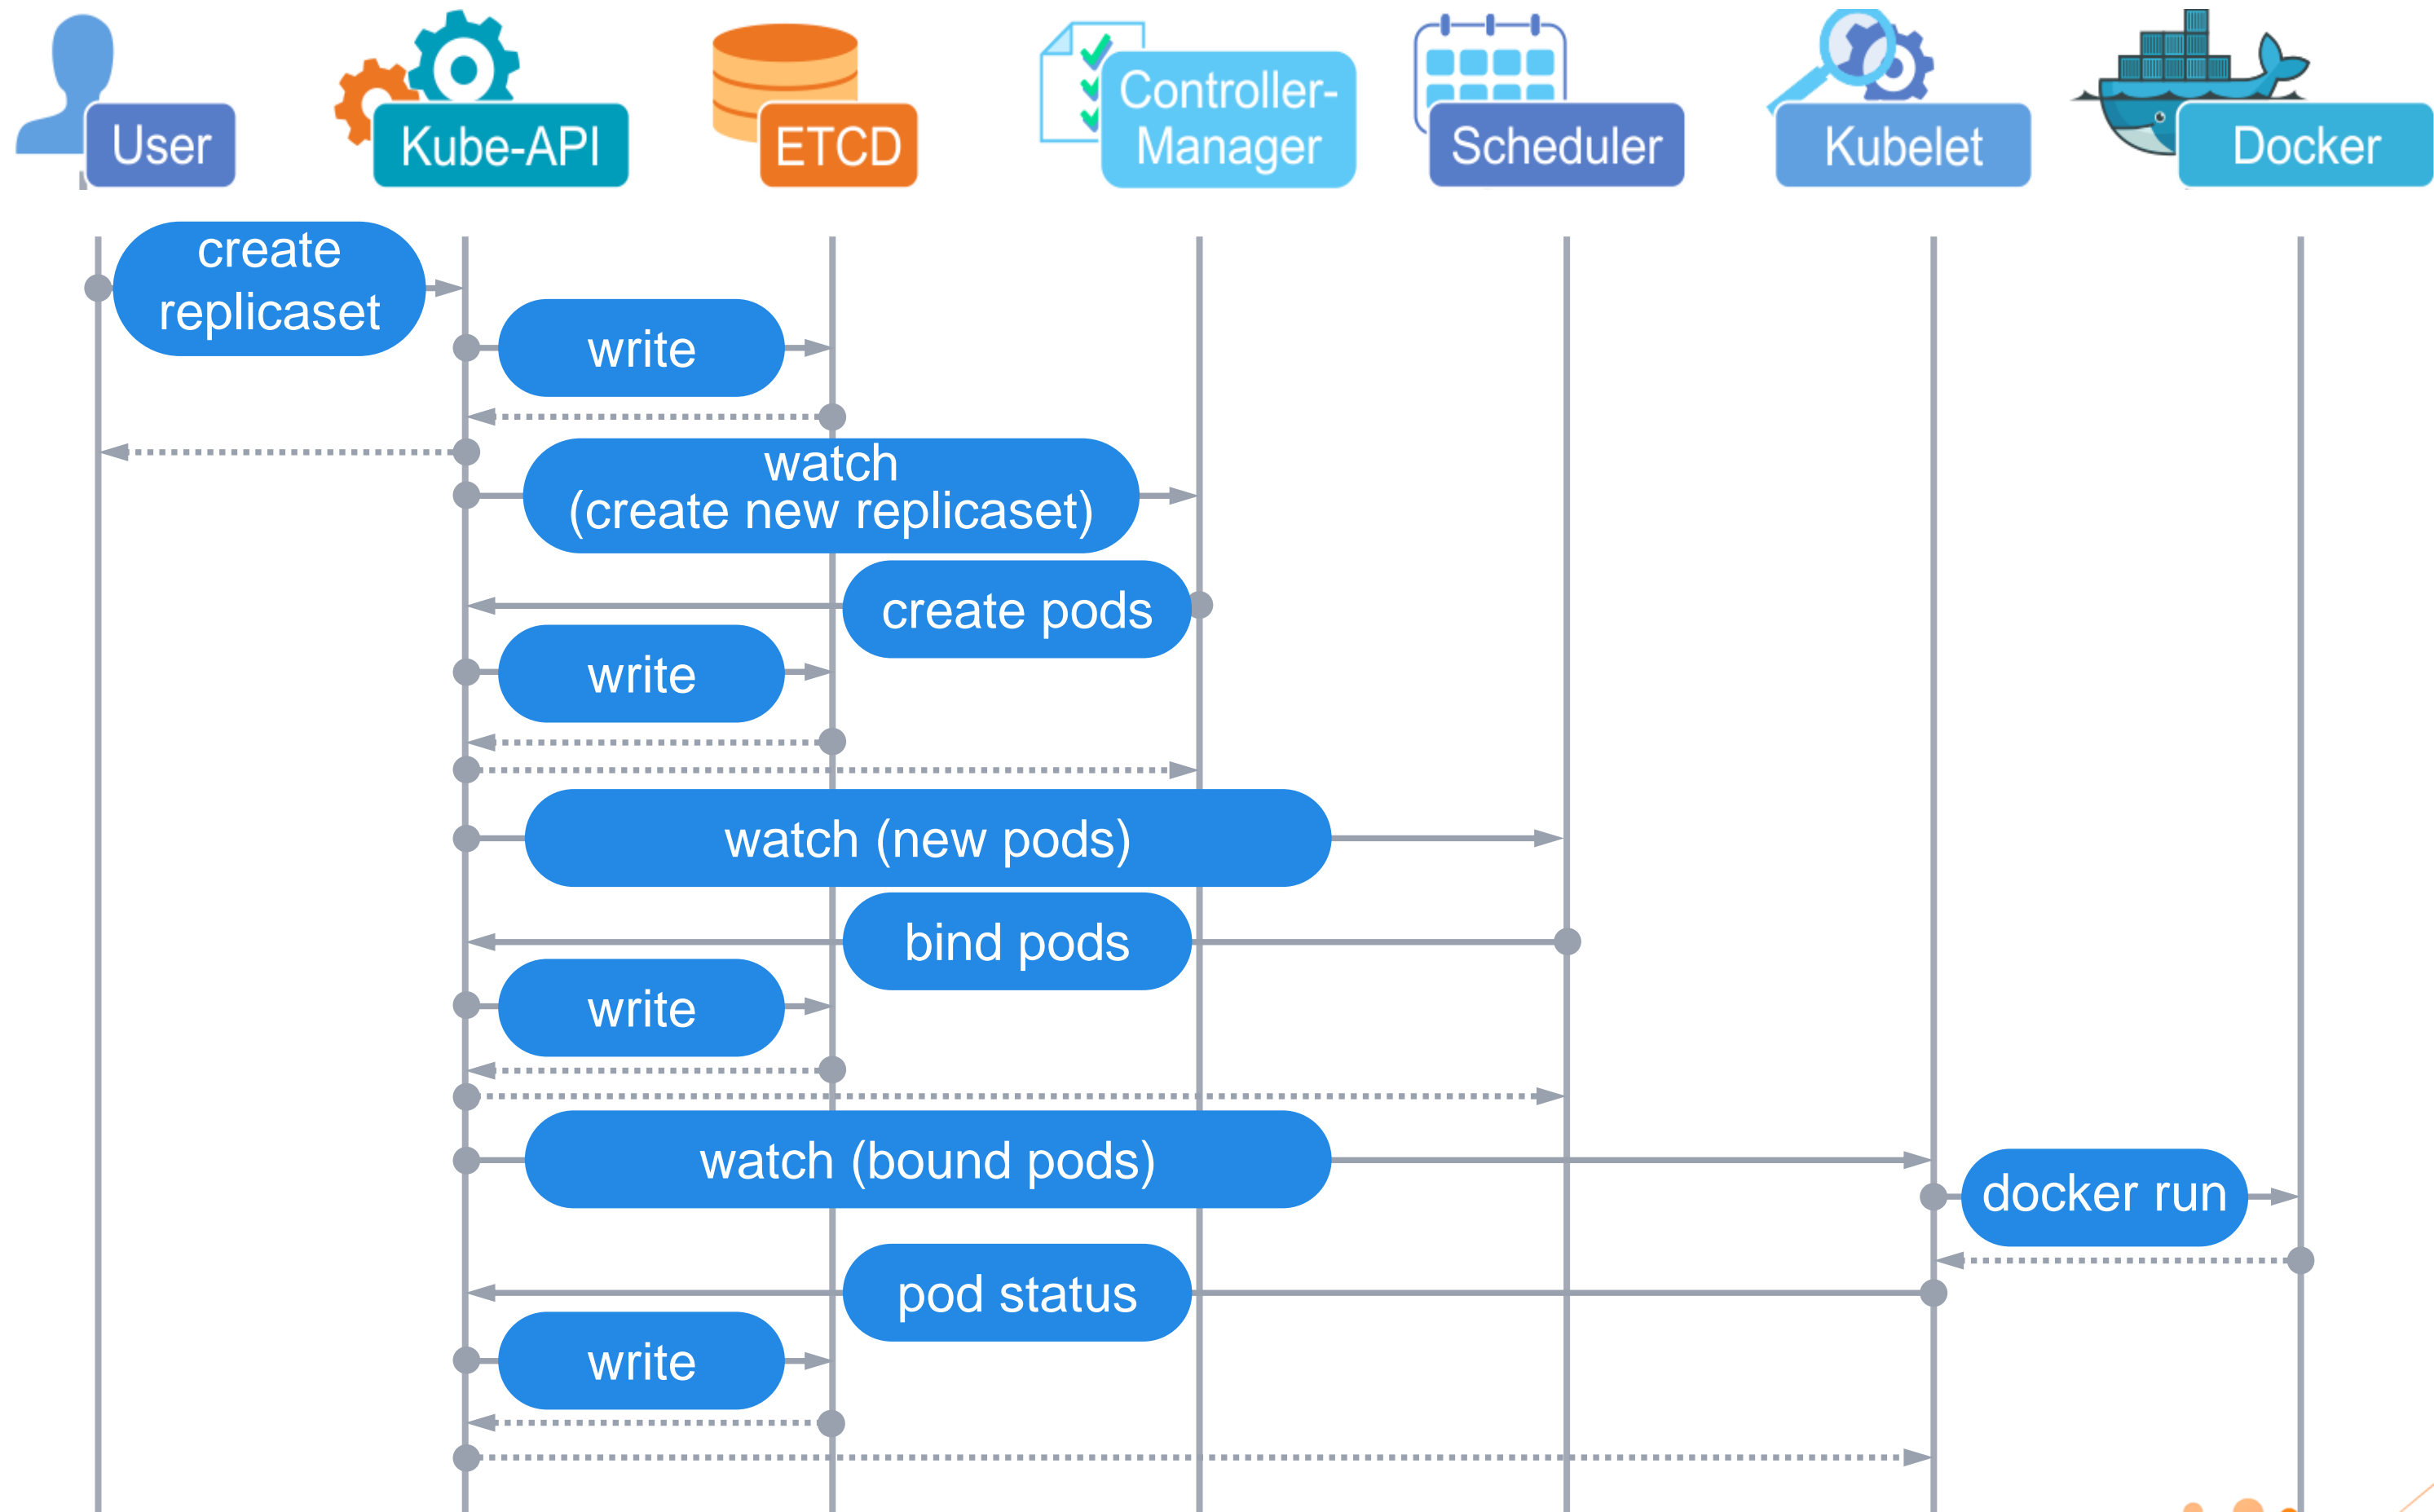 User
Kube-API
ETCD
Controller-
Manager
Scheduler
Kubelet
Docker
create
replicaset
write
watch
(create new replicaset)
create pods
write
watch (new pods)
bind pods
write
watch (bound pods)
docker run
pod status
write